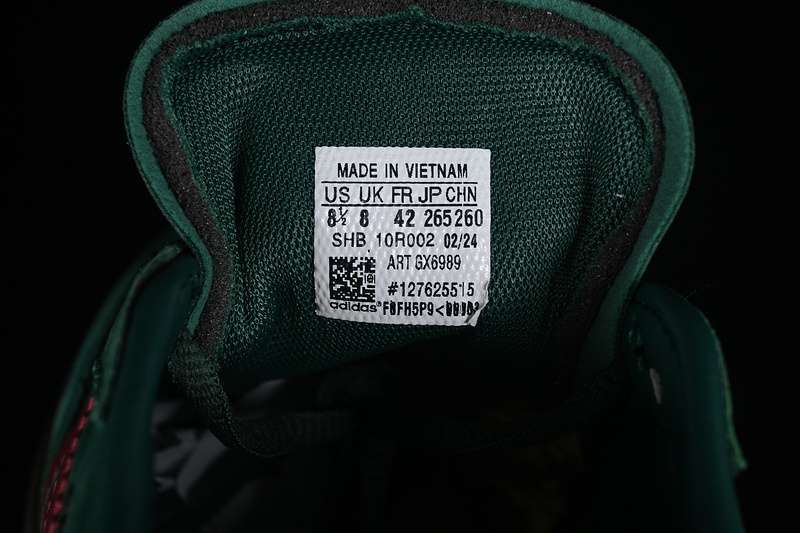 MADE IN VIETNAM
US UK FR JP CHN
8½ 8 42 265 260
SHB 10R002 02/24
ART GX6989
#127625515
adidas